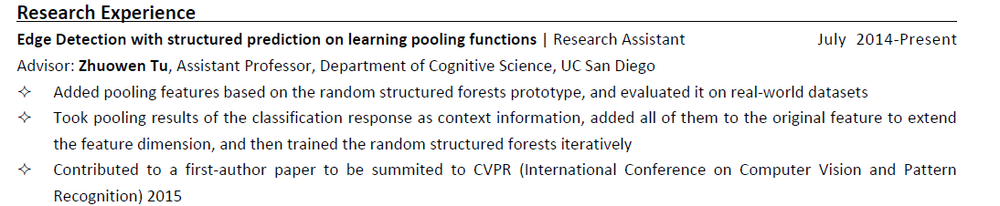 Research Experience
Edge Detection with structured prediction on learning pooling functions | Research Assistant July 2014-Present
Advisor: Zhuowen Tu, Assistant Professor, Department of Cognitive Science, UC San Diego
✧ Added pooling features based on the random structured forests prototype, and evaluated it on real-world datasets
✧ Took pooling results of the classification response as context information, added all of them to the original feature to extend
the feature dimension, and then trained the random structured forests iteratively
✧ Contributed to a first-author paper to be summited to CVPR (International Conference on Computer Vision and Pattern
Recognition) 2015